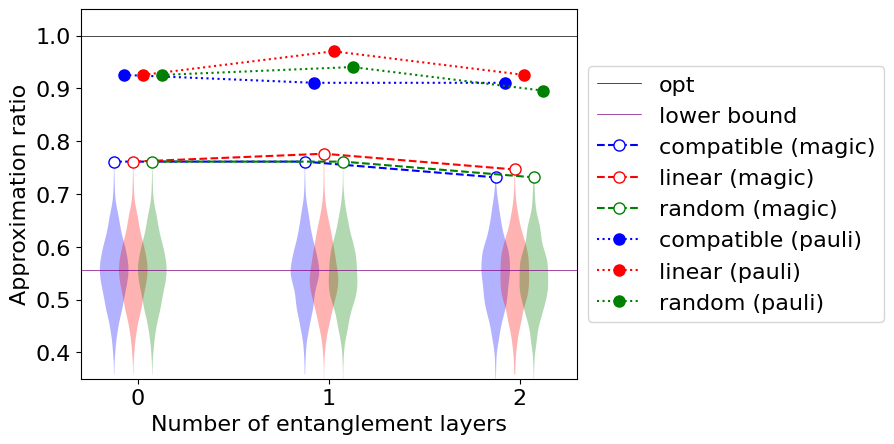 1.0
0.9
0.8
0.7
0.6
0.5
0.4
Approximation ratio
0 1 2
Number of entanglement layers
opt
lower bound
compatible (magic)
linear (magic)
random (magic)
compatible (pauli)
linear (pauli)
random (pauli)